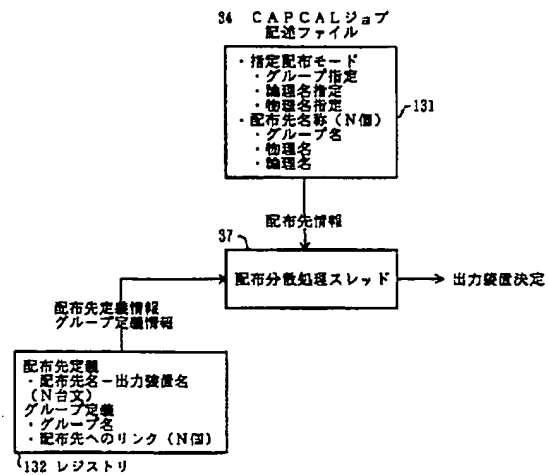 34 CAPCALジョブ
記述ファイル
・指定配布モード
・グループ指定
・論理名指定
・物理名指定
・配布先名称（N個）
・グループ名
・物理名
・論理名
131
配布先情報
37
配布分散処理スレッド
出力装置決定
配布先定義情報
グループ定義情報
配布先定義
・配布先名－出力装置名
（N台文）
グループ定義
・グループ名
・配布先へのリンク（N個）
132 レジストリ